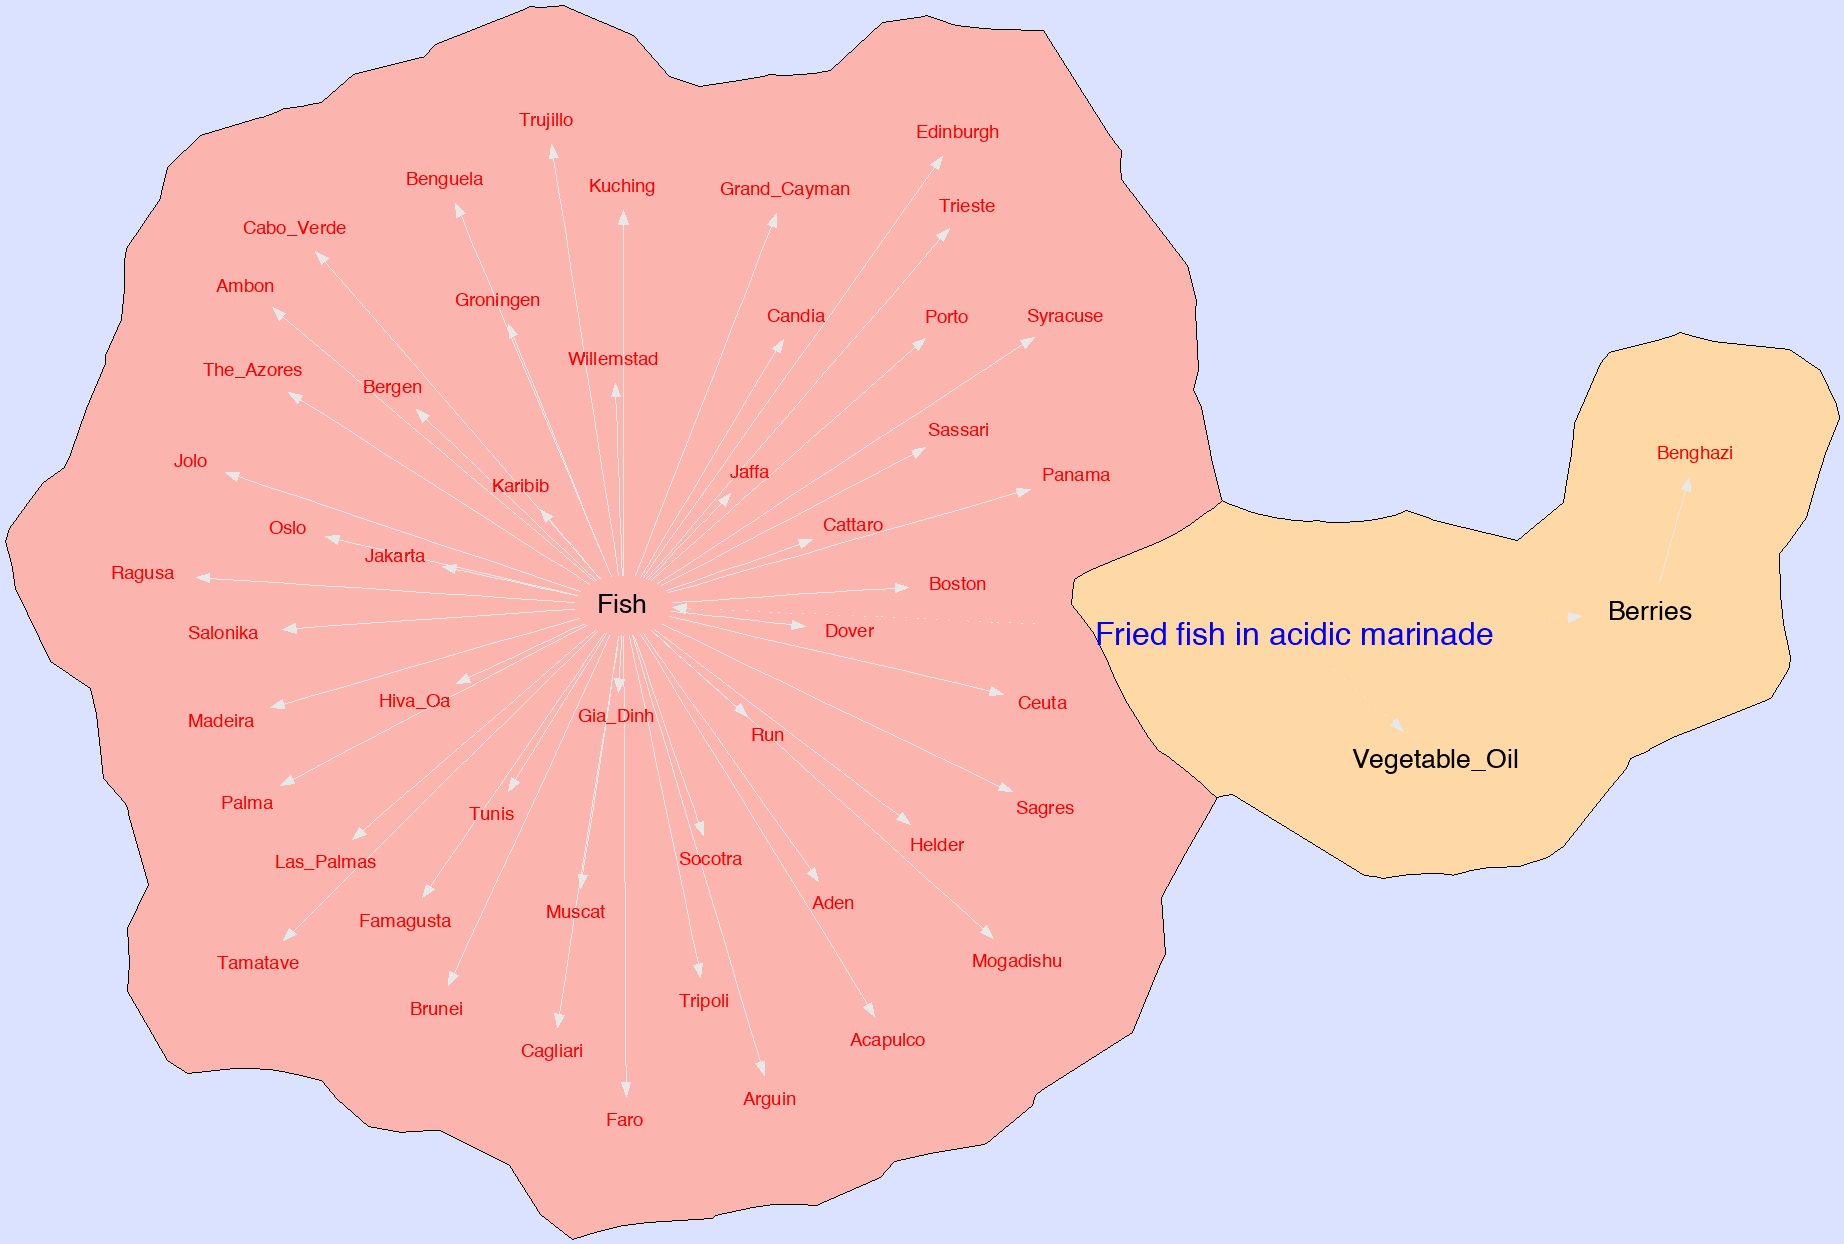 Trujillo
Edinburgh
Benguela
Kuching
Grand_Cayman
Trieste
Cabo_Verde
Ambon
Groningen
Candia
Porto
Syracuse
Willemstad
The_Azores
Bergen
Sassari
Benghazi
Jolo
Karibib
Jaffa
Panama
Oslo
Cattaro
Jakarta
Ragusa
Boston
Fish
Berries
Salonika
Dover
Fried fish in acidic marinade
Hiva_Oa
Ceuta
Madeira
Gia_Dinh
Run
Vegetable_Oil
Palma
Tunis
Sagres
Helder
Las_Palmas
Socotra
Aden
Muscat
Famagusta
Tamatave
Mogadishu
Brunei
Tripoli
Acapulco
Cagliari
Arguin
Faro